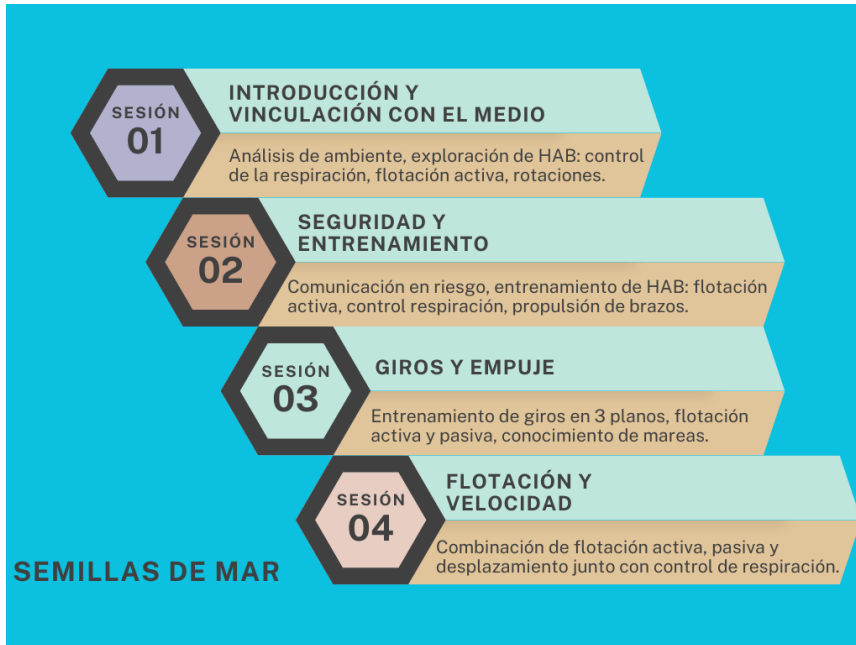 SESIÓN
01
INTRODUCCIÓN Y
VINCULACIÓN CON EL MEDIO
Análisis de ambiente, exploración de HAB: control
de la respiración, flotación activa, rotaciones.
SESIÓN
02
SEGURIDAD Y
ENTRENAMIENTO
Comunicación en riesgo, entrenamiento de HAB: flotación
activa, control respiración, propulsión de brazos.
SESIÓN
03
GIROS Y EMPUJE
Entrenamiento de giros en 3 planos, flotación
activa y pasiva, conocimiento de mareas.
SESIÓN
04
FLOTACIÓN Y
VELOCIDAD
Combinación de flotación activa, pasiva y
desplazamiento junto con control de respiración.
SEMILLAS DE MAR